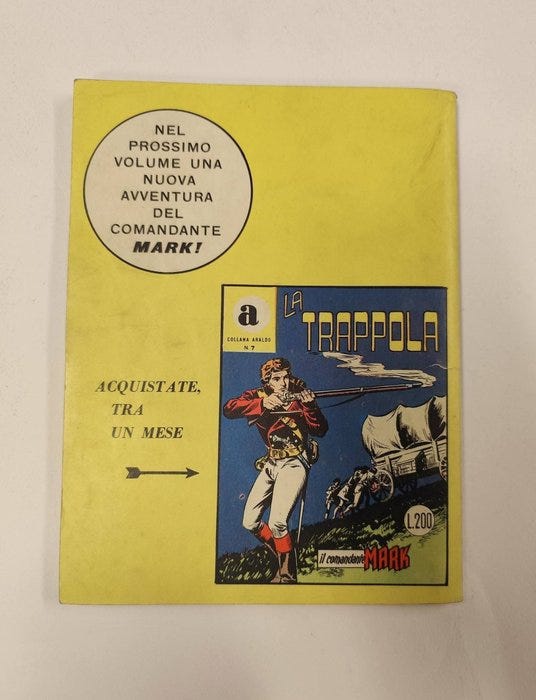 NEL
PROSSIMO
VOLUME UNA
NUOVA
AVVENTURA
DEL
COMANDANTE
MARK!
ACQUISTATE,
TRA
UN MESE
a
COLLANA ARALDO
N 7
LA
TRAPPOLA
L.200
il comandante MARK